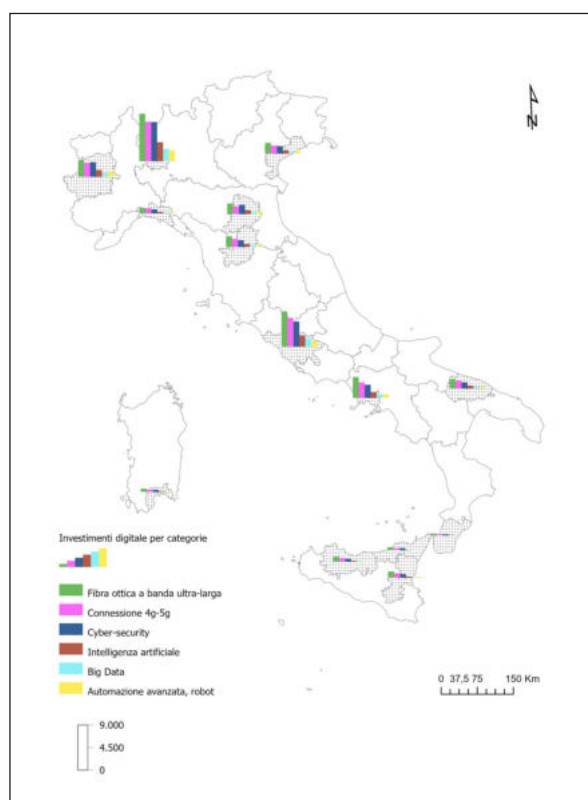 N
Investimenti digitale per categorie
Fibra ottica a banda ultra-larga
Connessione 4g-5g
Cyber-security
Intelligenza artificiale
Big Data
Automazione avanzata, robot
9.000
4.500
0
0 37,5 75 150 Km